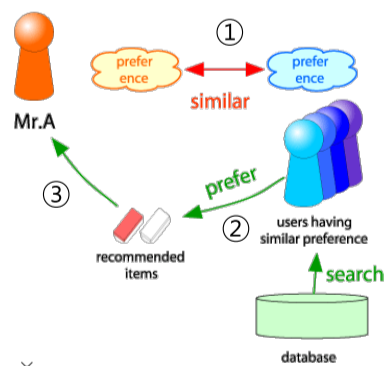 ①
prefer
ence
prefer
ence
similar
Mr.A
③
prefer
②
users having
similar preference
recommended
items
search
database